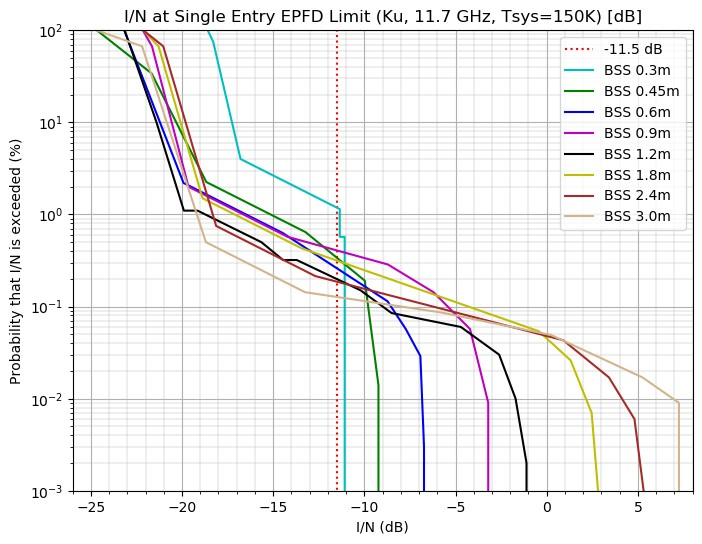 I/N at Single Entry EPFD Limit (Ku, 11.7 GHz, Tsys=150K) [dB]
Probability that I/N is exceeded (%)
10²
10¹
10⁰
10⁻¹
10⁻²
10⁻³
-11.5 dB
BSS 0.3m
BSS 0.45m
BSS 0.6m
BSS 0.9m
BSS 1.2m
BSS 1.8m
BSS 2.4m
BSS 3.0m
−25 −20 −15 −10 −5 0 5
I/N (dB)